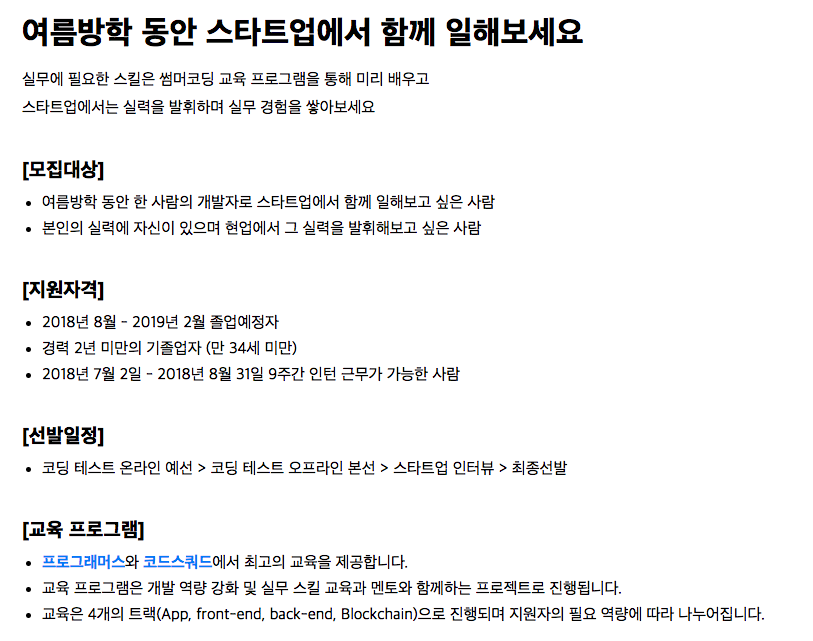 여름방학 동안 스타트업에서 함께 일해보세요
실무에 필요한 스킬은 썸머코딩 교육 프로그램을 통해 미리 배우고
스타트업에서는 실력을 발휘하며 실무 경험을 쌓아보세요
[모집대상]
• 여름방학 동안 한 사람의 개발자로 스타트업에서 함께 일해보고 싶은 사람
• 본인의 실력에 자신이 있으며 현업에서 그 실력을 발휘해보고 싶은 사람
[지원자격]
• 2018년 8월 - 2019년 2월 졸업예정자
• 경력 2년 미만의 기졸업자 (만 34세 미만)
• 2018년 7월 2일 - 2018년 8월 31일 9주간 인턴 근무가 가능한 사람
[선발일정]
• 코딩 테스트 온라인 예선 > 코딩 테스트 오프라인 본선 > 스타트업 인터뷰 > 최종선발
[교육 프로그램]
• 프로그래머스와 코드스쿼드에서 최고의 교육을 제공합니다.
• 교육 프로그램은 개발 역량 강화 및 실무 스킬 교육과 멘토와 함께하는 프로젝트로 진행됩니다.
• 교육은 4개의 트랙(App, front-end, back-end, Blockchain)으로 진행되며 지원자의 필요 역량에 따라 나누어집니다.